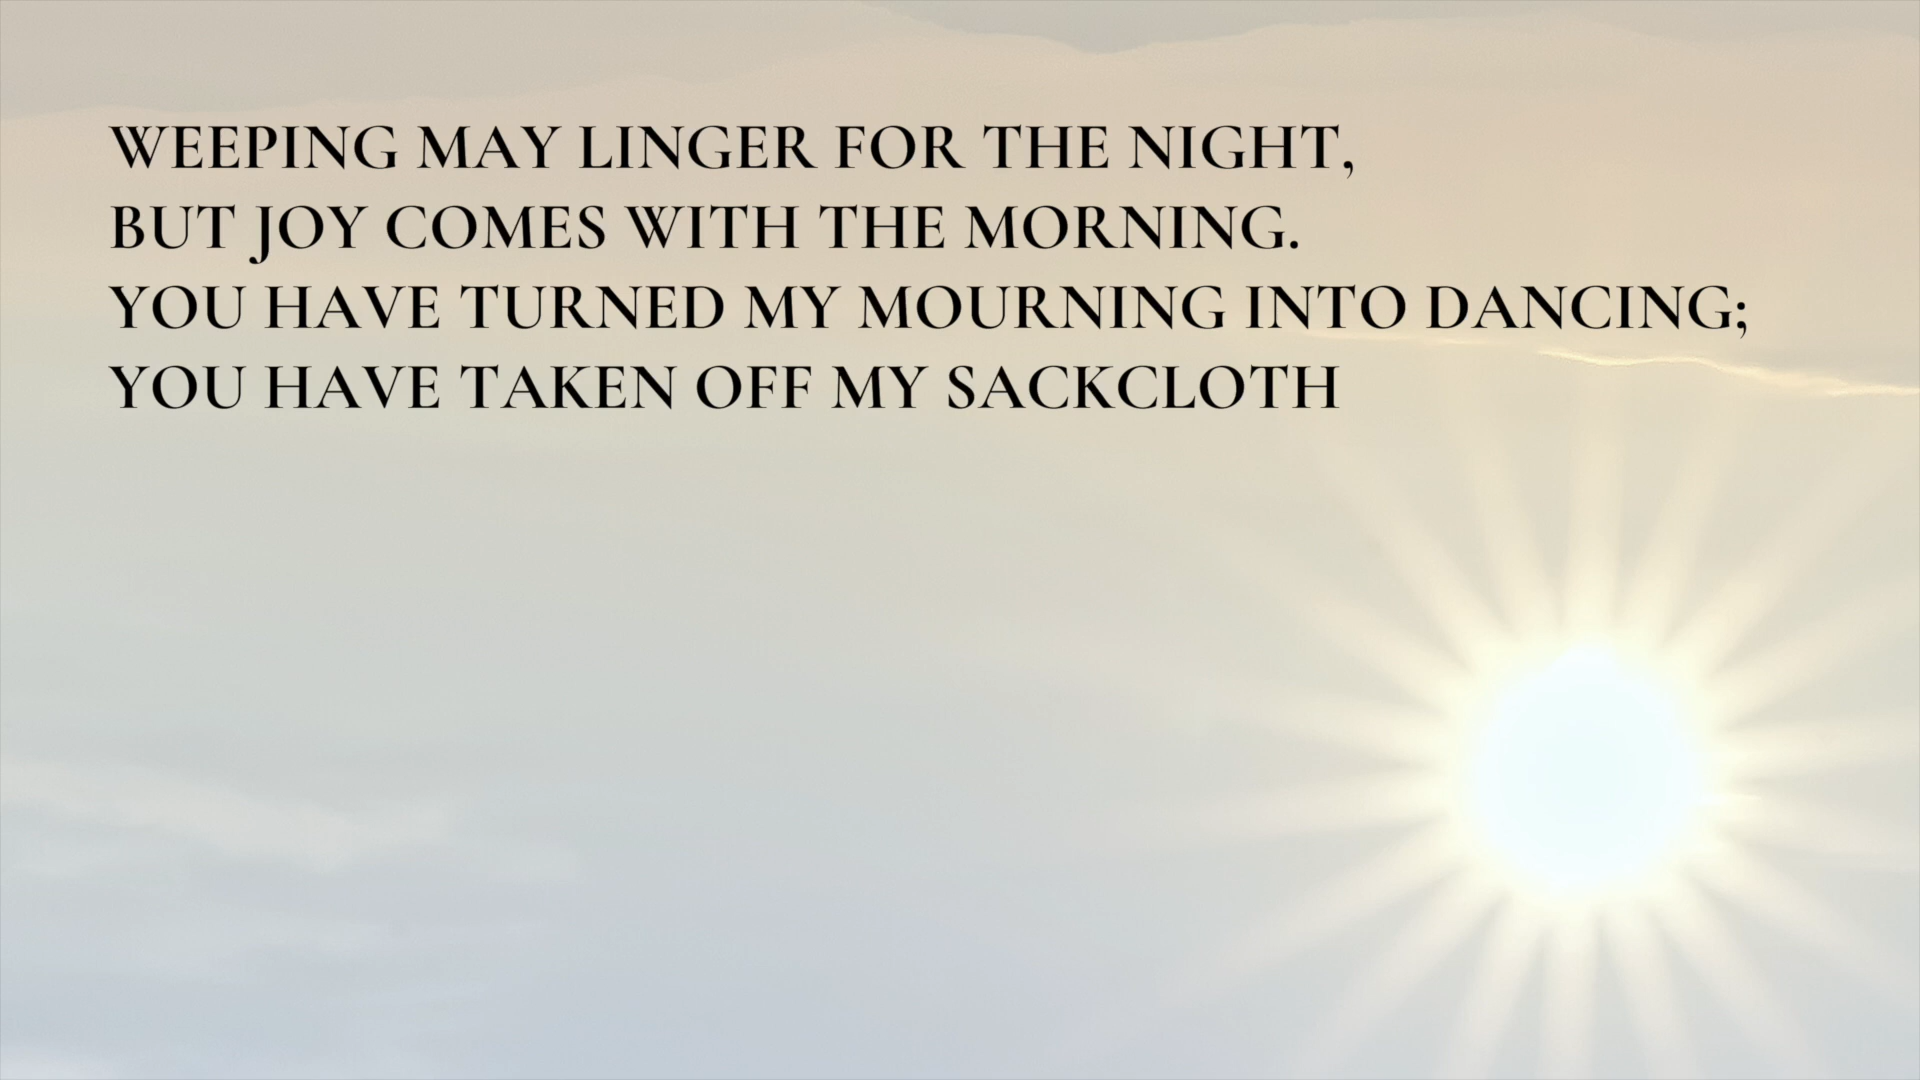 WEEPING MAY LINGER FOR THE NIGHT,
BUT JOY COMES WITH THE MORNING.
YOU HAVE TURNED MY MOURNING INTO DANCING;
YOU HAVE TAKEN OFF MY SACKCLOTH